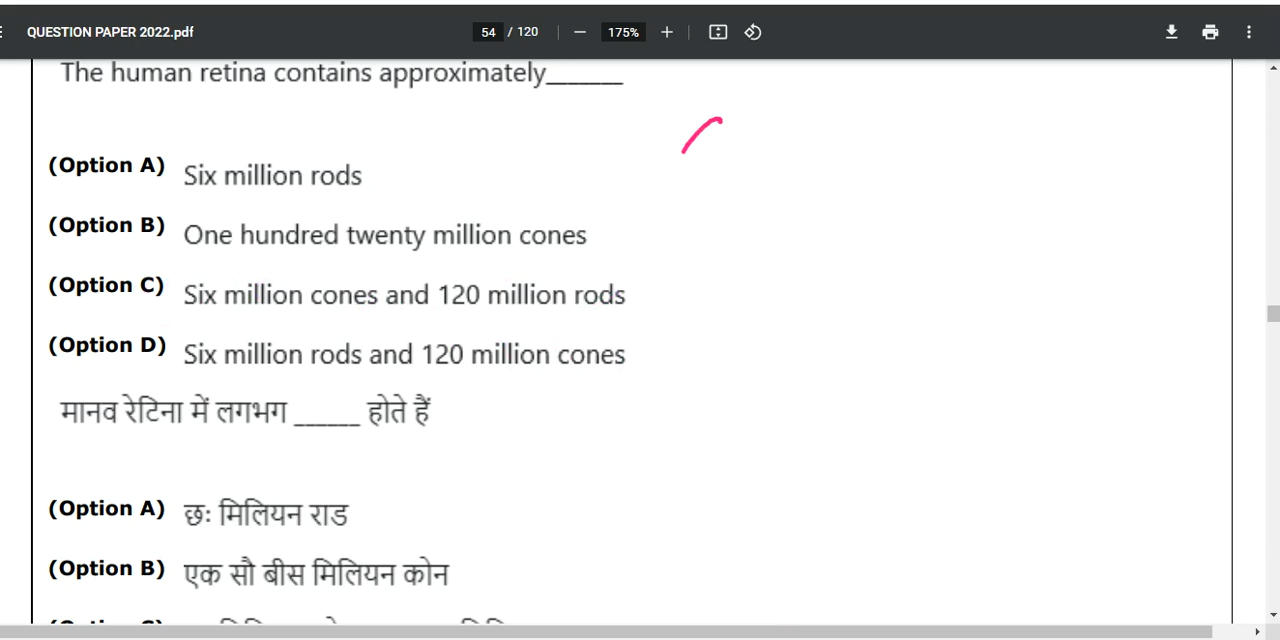 QUESTION PAPER 2022.pdf 54 / 120 175%
The human retina contains approximately_______
(Option A) Six million rods
(Option B) One hundred twenty million cones
(Option C) Six million cones and 120 million rods
(Option D) Six million rods and 120 million cones
मानव रेटिना में लगभग ______ होते हैं
(Option A) छः मिलियन राड
(Option B) एक सौ बीस मिलियन कोन